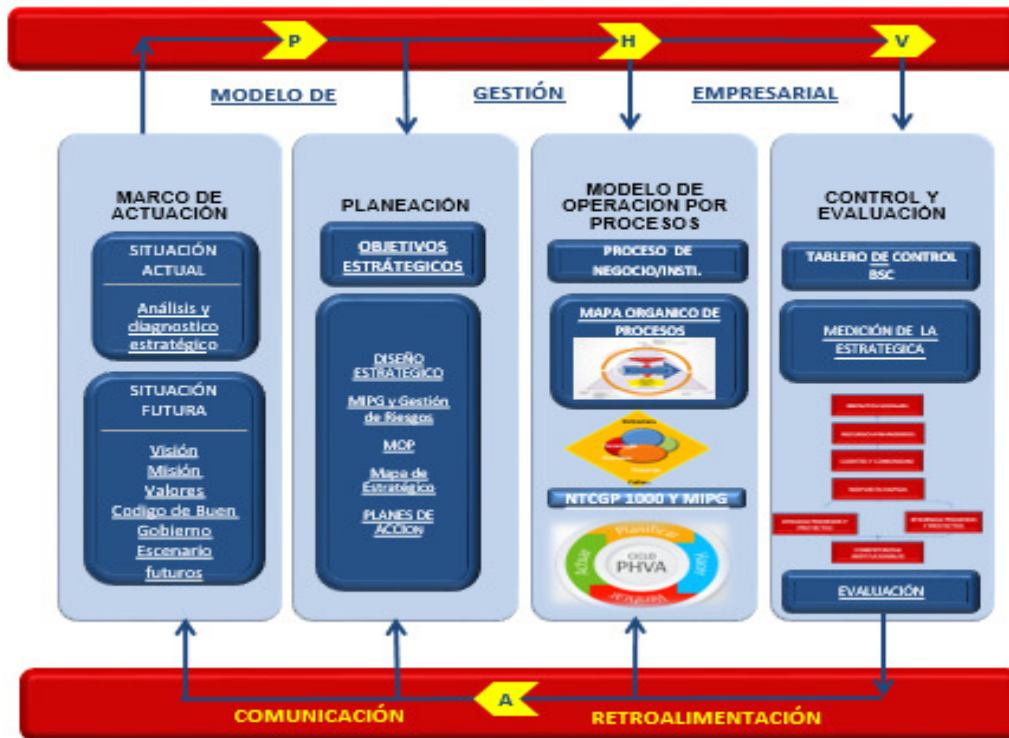 P
H
V
MODELO DE
GESTIÓN
EMPRESARIAL
MARCO DE
ACTUACIÓN
SITUACIÓN
ACTUAL
Análisis y
diagnostico
estratégico
SITUACIÓN
FUTURA
Visión
Misión
Valores
Codigo de Buen
Gobierno
Escenario
futuros
PLANEACIÓN
OBJETIVOS
ESTRÁTEGICOS
DISEÑO
ESTRATEGICO
MIPG y Gestión
de Riesgos
MOP
Mapa de
Estratégico
PLANES DE
ACCION
MODELO DE
OPERACION POR
PROCESOS
PROCESO DE
NEGOCIO/INSTI.
MAPA ORGANICO DE
PROCESOS
NTCGP 1000 Y MIPG
Planificar
Hacer
Verificar
Actuar
CICLO
PHVA
CONTROL Y
EVALUACIÓN
TABLERO DE CONTROL
BSC
MEDICIÓN DE LA
ESTRATEGICA
COMPETENCIAS
INSTITUCIONALES
EVALUACIÓN
A
COMUNICACIÓN
RETROALIMENTACIÓN